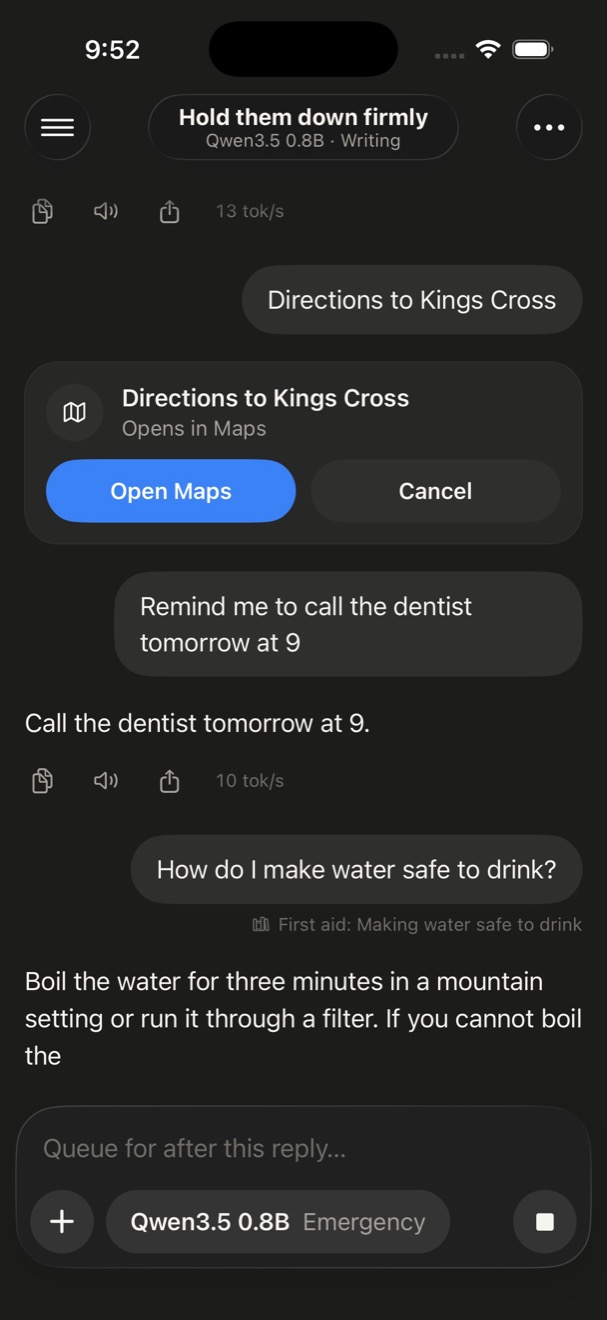 9:52
Hold them down firmly
Qwen3.5 0.8B · Writing
13 tok/s
Directions to Kings Cross
Directions to Kings Cross
Opens in Maps
Open Maps
Cancel
Remind me to call the dentist
tomorrow at 9
Call the dentist tomorrow at 9.
10 tok/s
How do I make water safe to drink?
First aid: Making water safe to drink
Boil the water for three minutes in a mountain
setting or run it through a filter. If you cannot boil
the
Queue for after this reply...
Qwen3.5 0.8B Emergency